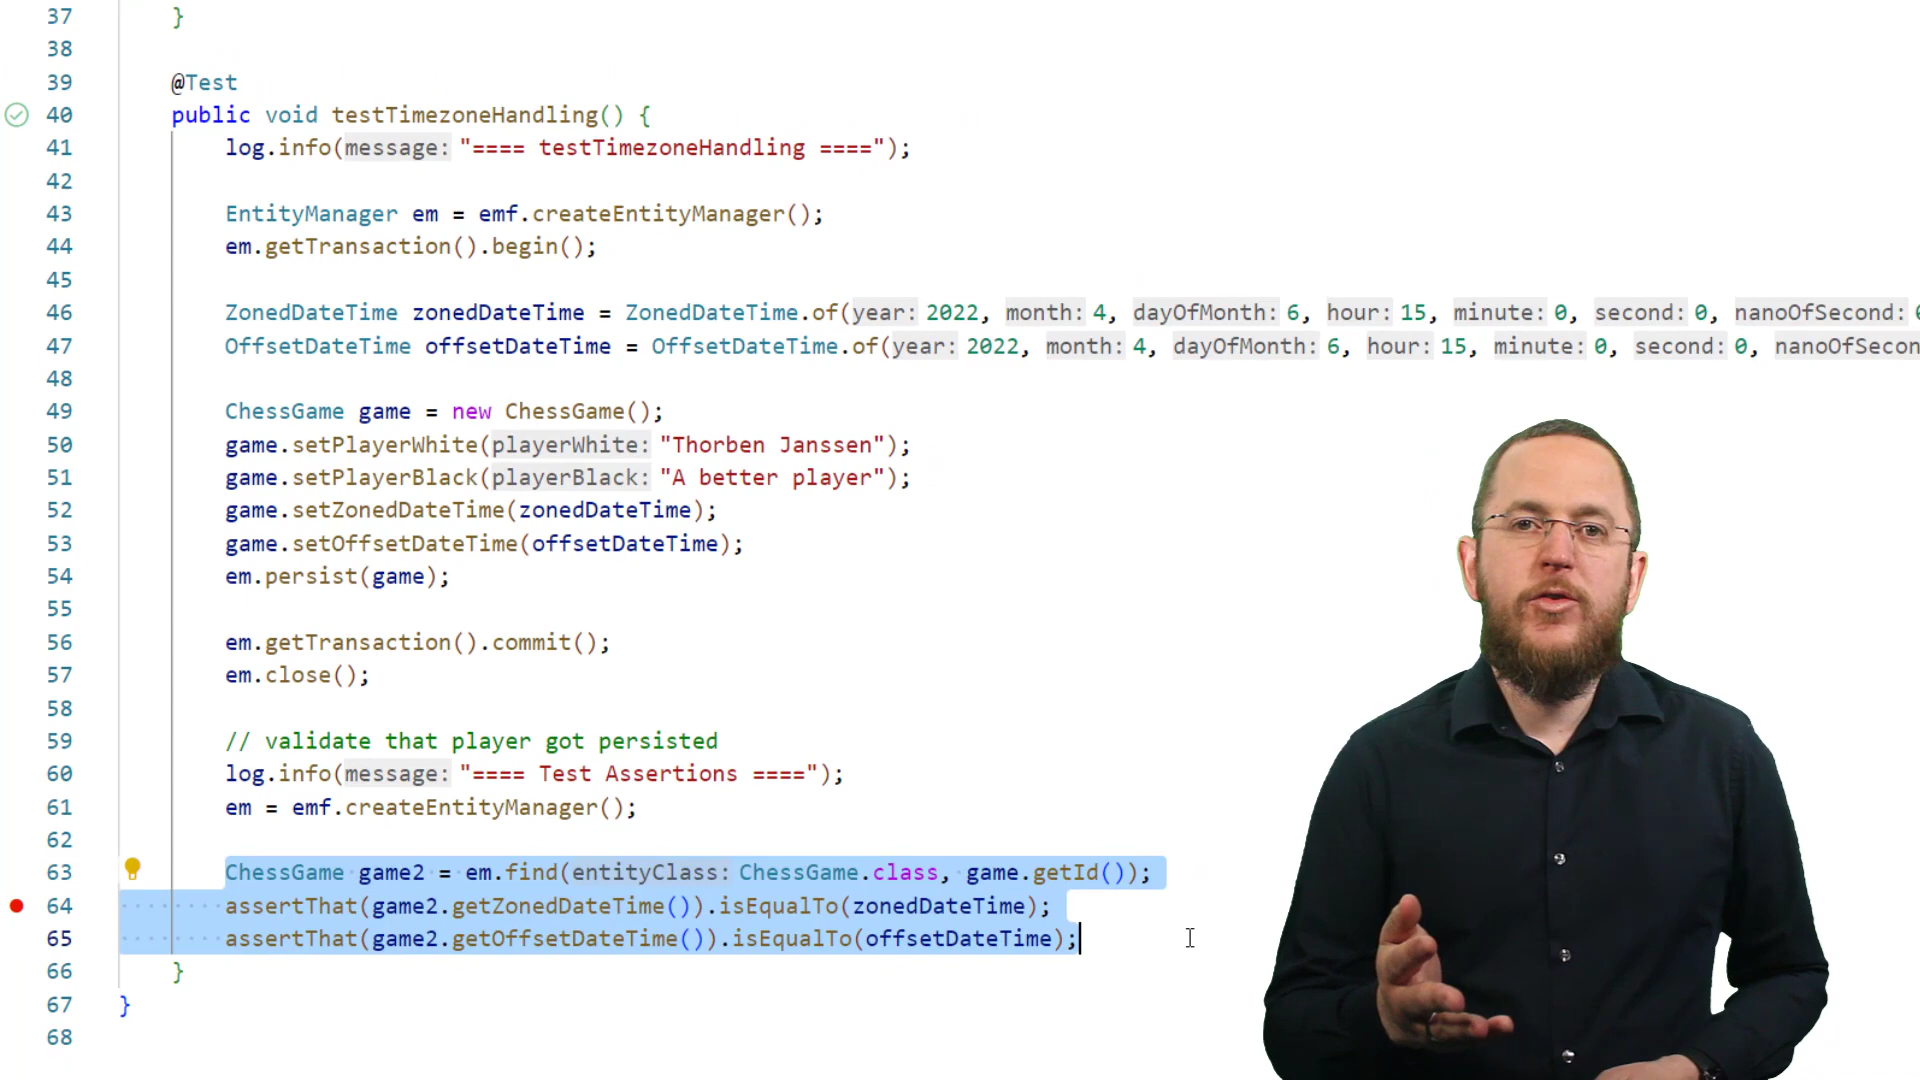 37 }
38
39 @Test
40 public void testTimezoneHandling() {
41 log.info(message: "==== testTimezoneHandling ====");
42
43 EntityManager em = emf.createEntityManager();
44 em.getTransaction().begin();
45
46 ZonedDateTime zonedDateTime = ZonedDateTime.of(year: 2022, month: 4, dayOfMonth: 6, hour: 15, minute: 0, second: 0, nanoOfSecond: 0
47 OffsetDateTime offsetDateTime = OffsetDateTime.of(year: 2022, month: 4, dayOfMonth: 6, hour: 15, minute: 0, second: 0, nanoOfSecon
48
49 ChessGame game = new ChessGame();
50 game.setPlayerWhite(playerWhite: "Thorben Janssen");
51 game.setPlayerBlack(playerBlack: "A better player");
52 game.setZonedDateTime(zonedDateTime);
53 game.setOffsetDateTime(offsetDateTime);
54 em.persist(game);
55
56 em.getTransaction().commit();
57 em.close();
58
59 // validate that player got persisted
60 log.info(message: "==== Test Assertions ====");
61 em = emf.createEntityManager();
62
63 ChessGame game2 = em.find(entityClass: ChessGame.class, game.getId());
64 assertThat(game2.getZonedDateTime()).isEqualTo(zonedDateTime);
65 assertThat(game2.getOffsetDateTime()).isEqualTo(offsetDateTime);
66 }
67 }
68